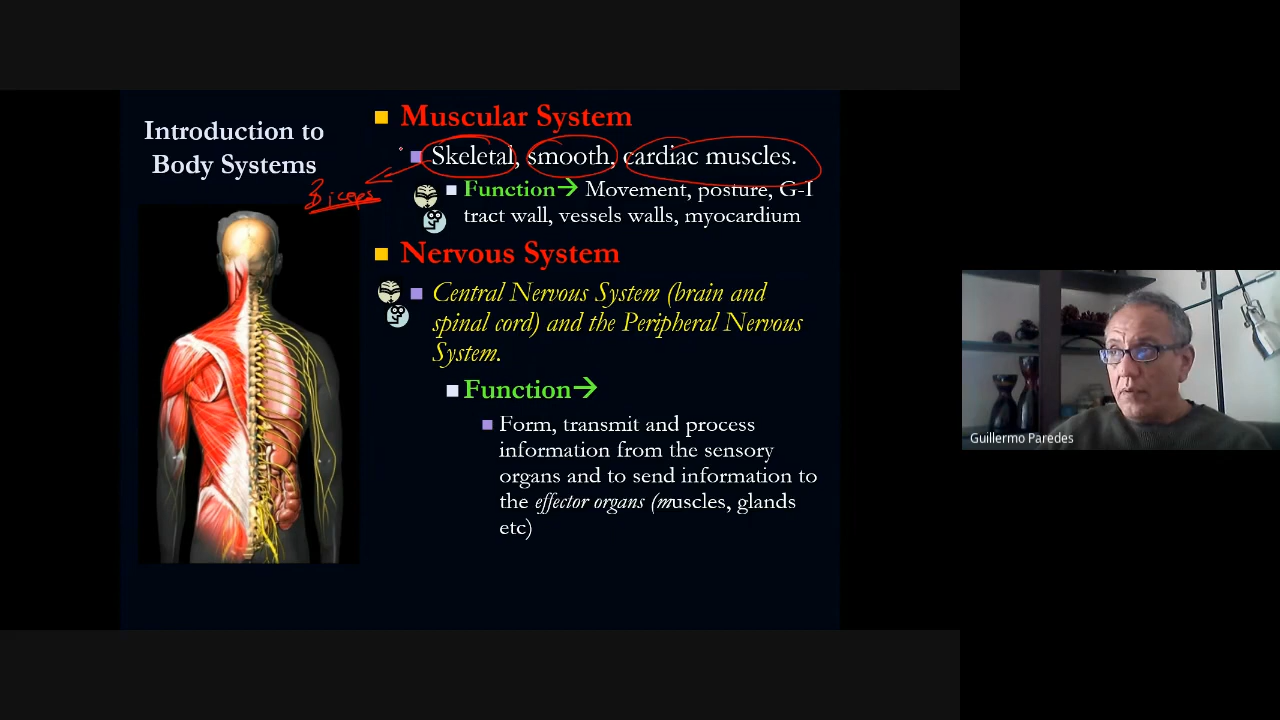 Introduction to
Body Systems
Muscular System
Skeletal, smooth, cardiac muscles.
Biceps
Function→ Movement, posture, G-I
tract wall, vessels walls, myocardium
Nervous System
Central Nervous System (brain and
spinal cord) and the Peripheral Nervous
System.
Function→
Form, transmit and process
information from the sensory
organs and to send information to
the effector organs (muscles, glands
etc)
Guillermo Paredes